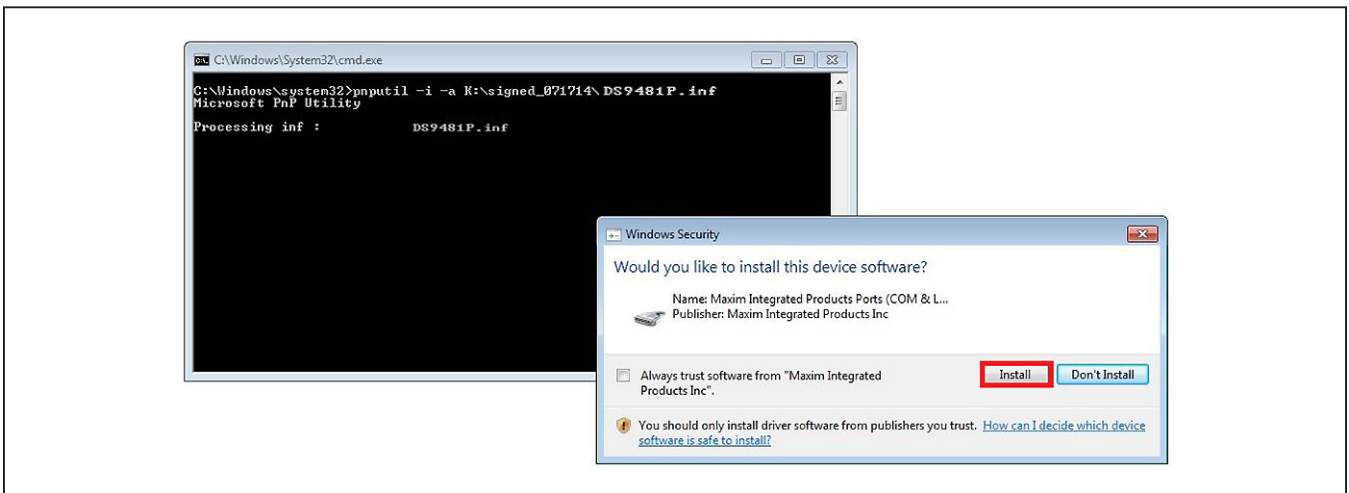 C:\Windows\System32\cmd.exe
C:\Windows\system32>pnputil -i -a K:\signed_071714\DS9481P.inf
Microsoft PnP Utility
Processing inf : DS9481P.inf
Windows Security
Would you like to install this device software?
Name: Maxim Integrated Products Ports (COM & L...
Publisher: Maxim Integrated Products Inc
Always trust software from "Maxim Integrated
Products Inc".
Install
Don't Install
You should only install driver software from publishers you trust. How can I decide which device
software is safe to install?